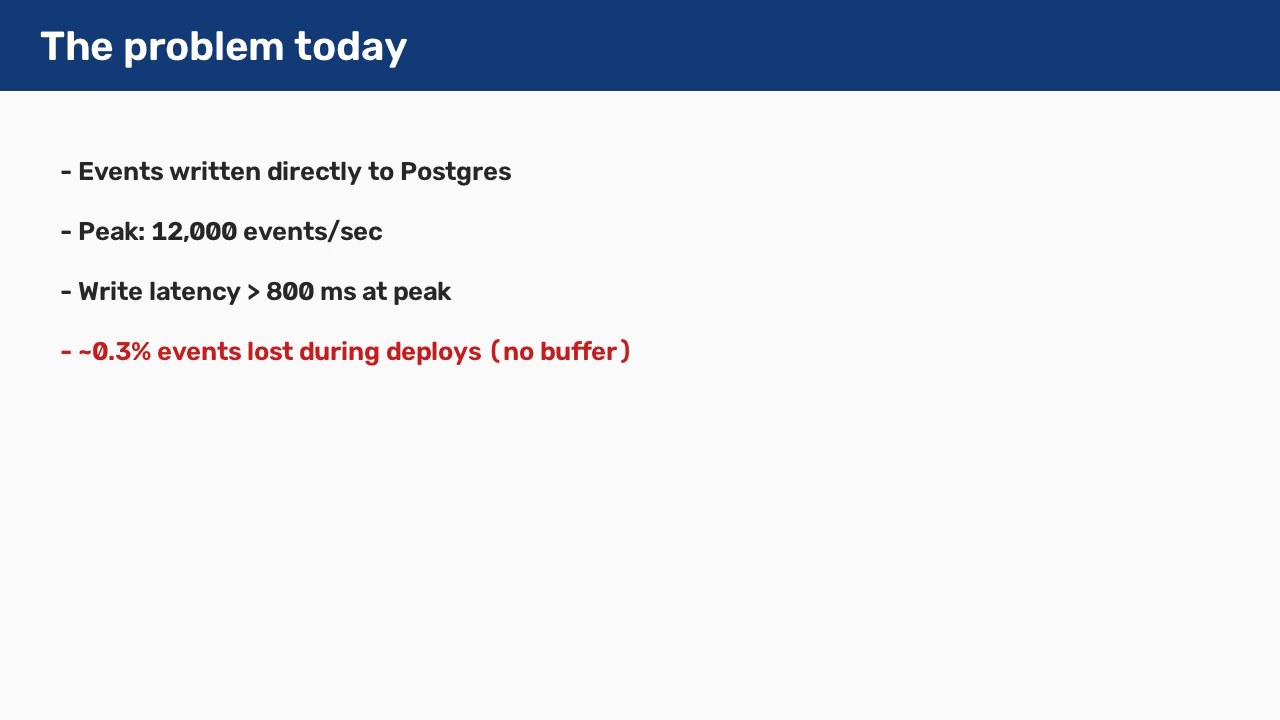 The problem today
- Events written directly to Postgres
- Peak: 12,000 events/sec
- Write latency > 800 ms at peak
- ~0.3% events lost during deploys (no buffer)